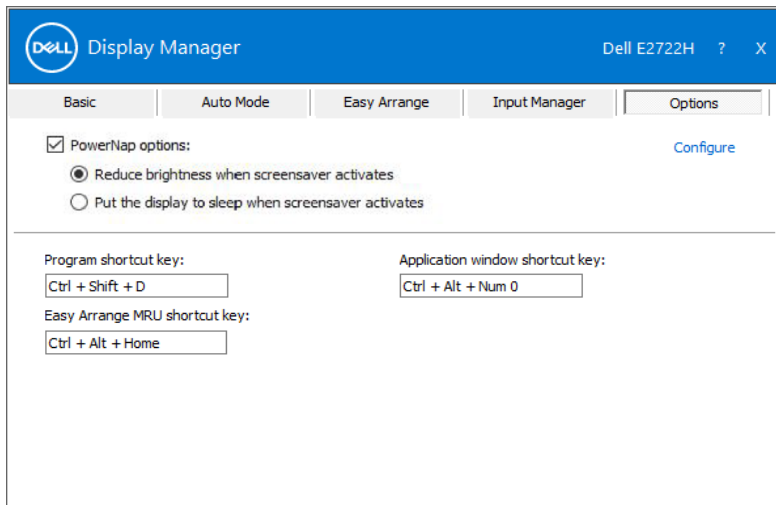 DELL Display Manager Dell E2722H ? X
Basic Auto Mode Easy Arrange Input Manager Options
PowerNap options: Configure
Reduce brightness when screensaver activates
Put the display to sleep when screensaver activates
Program shortcut key: Application window shortcut key:
Ctrl + Shift + D Ctrl + Alt + Num 0
Easy Arrange MRU shortcut key:
Ctrl + Alt + Home